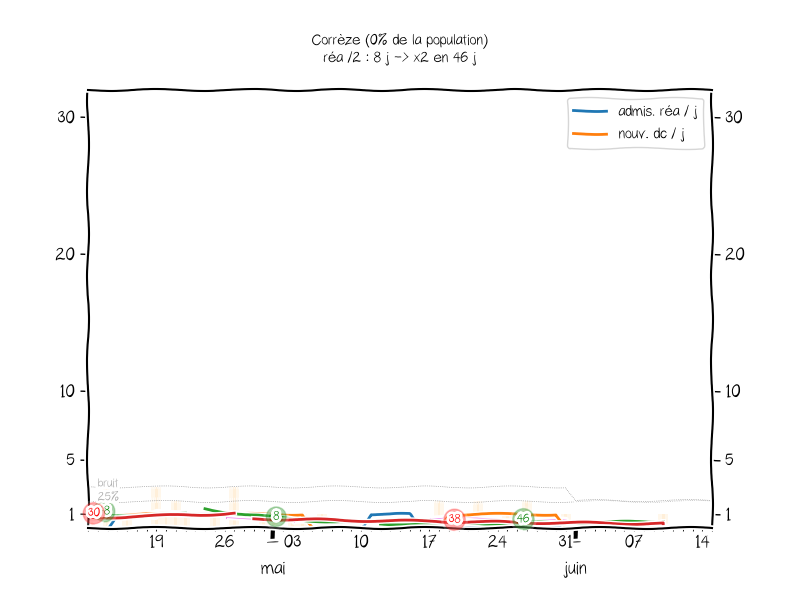 Corrèze (0% de la population)
réa /2 : 8 j -> x2 en 46 j
admis. réa / j
nouv. dc / j
30 30
20 20
10 10
5 5
bruit
25%
30 8 8 38 46
1 1
19 26 03 10 17 24 31 07 14
mai juin